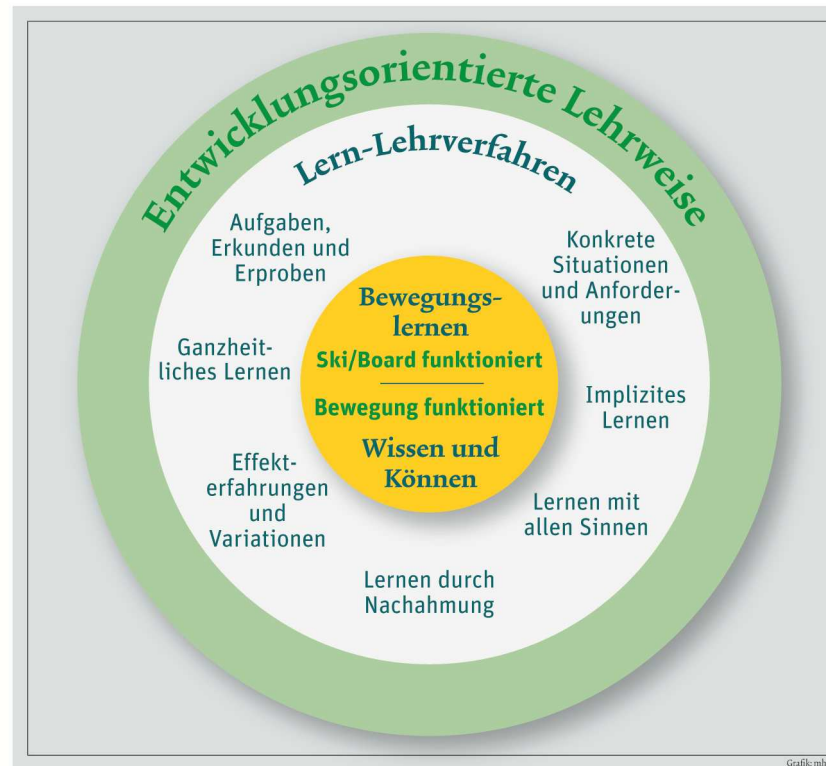 Entwicklungsorientierte Lehrweise
Lern-Lehrverfahren
Aufgaben,
Erkunden und
Erproben
Konkrete
Situationen
und Anforder-
ungen
Ganzheit-
liches Lernen
Implizites
Lernen
Effekt-
erfahrungen
und
Variationen
Lernen mit
allen Sinnen
Lernen durch
Nachahmung
Bewegungs-
lernen
Ski/Board funktioniert
Bewegung funktioniert
Wissen und
Können
Grafik: mh